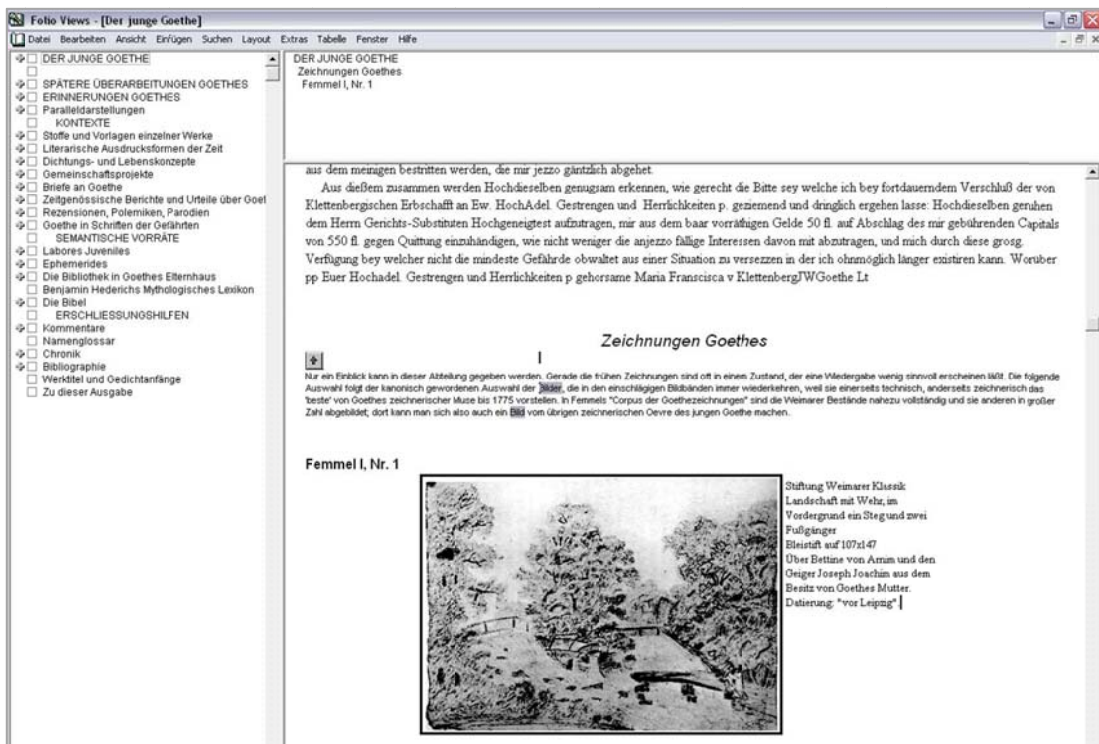 Folio Views - [Der junge Goethe]
Datei Bearbeiten Ansicht Einfügen Suchen Layout Extras Tabelle Fenster Hilfe
DER JUNGE GOETHE
SPÄTERE ÜBERARBEITUNGEN GOETHES
ERINNERUNGEN GOETHES
Paralleldarstellungen
KONTEXTE
Stoffe und Vorlagen einzelner Werke
Literarische Ausdrucksformen der Zeit
Dichtungs- und Lebenskonzepte
Gemeinschaftsprojekte
Briefe an Goethe
Zeitgenössische Berichte und Urteile über Goet
Rezensionen, Polemiken, Parodien
Goethe in Schriften der Gefährten
SEMANTISCHE VORRÄTE
Labores Juveniles
Ephemerides
Die Bibliothek in Goethes Elternhaus
Benjamin Hederichs Mythologisches Lexikon
Die Bibel
ERSCHLIESSUNGSHILFEN
Kommentare
Namenglossar
Chronik
Bibliographie
Werktitel und Gedichtanfänge
Zu dieser Ausgabe
DER JUNGE GOETHE
Zeichnungen Goethes
Femmel I, Nr. 1
aus dem meinigen bestritten werden, die mir jezzo gäntzlich abgehet.
Aus dießem zusammen werden Hochdieselben genugsam erkennen, wie gerecht die Bitte sey welche ich bey fortdauerndem Verschluß der von
Klettenbergischen Erbschafft an Ew. HochAdel. Gestrengen und Herrlichkeiten p. geziemend und dringlich ergehen lasse: Hochdieselben geruhen
dem Herrn Gerichts-Substituten Hochgeneigtest aufzutragen, mir aus dem baar vorräthigen Gelde 50 fl. auf Abschlag des mir gebührenden Capitals
von 550 fl. gegen Quittung einzuhändigen, wie nicht weniger die anjezzo fällige Interessen davon mit abzutragen, und mich durch diese grosg.
Verfügung bey welcher nicht die mindeste Gefährde obwaltet aus einer Situation zu versezzen in der ich ohnmöglich länger existiren kann. Worüber
pp Euer Hochadel. Gestrengen und Herrlichkeiten p gehorsame Maria Franscisca v KlettenbergJWGoethe Lt
Zeichnungen Goethes
Nur ein Einblick kann in dieser Abteilung gegeben werden. Gerade die frühen Zeichnungen sind oft in einem Zustand, der eine Wiedergabe wenig sinnvoll erscheinen läßt. Die folgende
Auswahl folgt der kanonisch gewordenen Auswahl der Bilder, die in den einschlägigen Bildbänden immer wiederkehren, weil sie einerseits technisch, anderseits zeichnerisch das
'beste' von Goethes zeichnerischer Muse bis 1775 vorstellen. In Femmels "Corpus der Goethezeichnungen" sind die Weimarer Bestände nahezu vollständig und sie anderen in großer
Zahl abgebildet; dort kann man sich also auch ein Bild vom übrigen zeichnerischen Oevre des jungen Goethe machen.
Femmel I, Nr. 1
Stiftung Weimarer Klassik
Landschaft mit Wehr, im
Vordergrund ein Steg und zwei
Fußgänger
Bleistift auf 107x147
Über Bettine von Arnim und den
Geiger Joseph Joachim aus dem
Besitz von Goethes Mutter.
Datierung: "vor Leipzig".